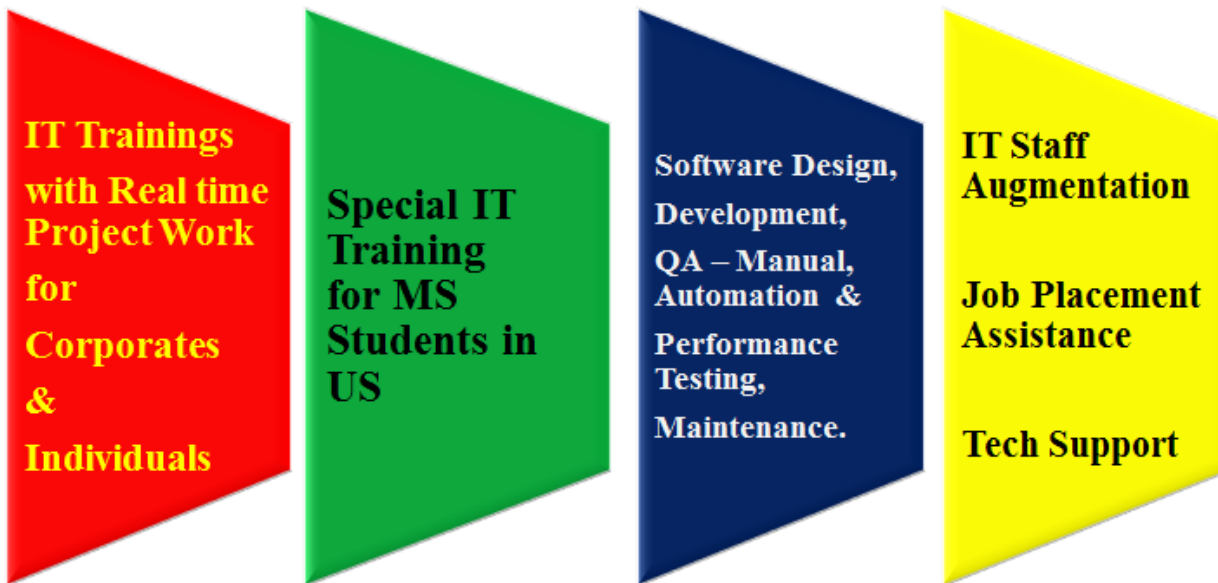 IT Trainings
with Real time
Project Work
for
Corporates
&
Individuals
Special IT
Training
for MS
Students in
US
Software Design,
Development,
QA – Manual,
Automation &
Performance
Testing,
Maintenance.
IT Staff
Augmentation
Job Placement
Assistance
Tech Support